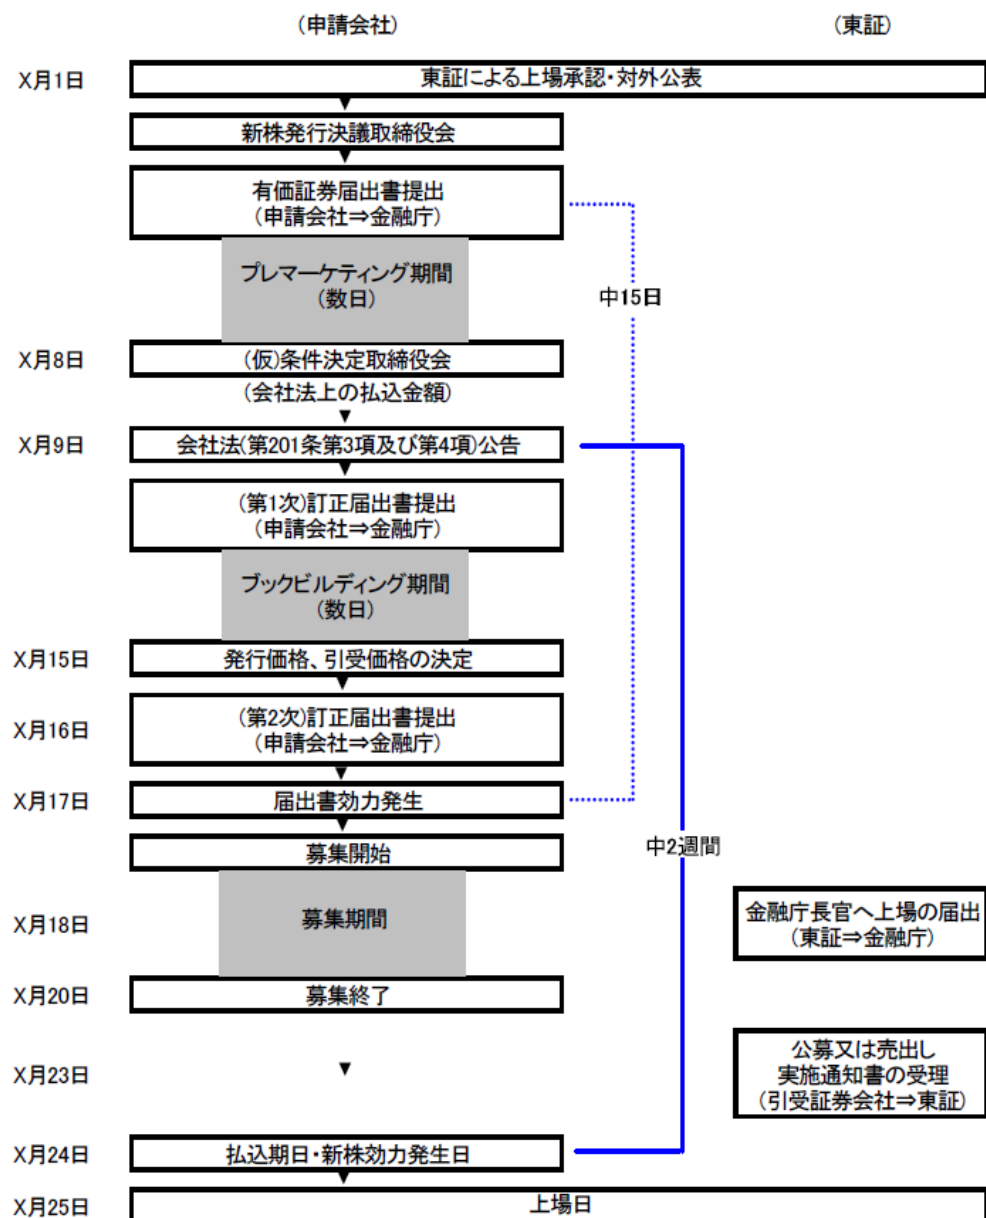 (申請会社)
(東証)
X月1日
東証による上場承認・対外公表
新株発行決議取締役会
有価証券届出書提出
(申請会社⇒金融庁)
プレマーケティング期間
(数日)
中15日
X月8日
(仮)条件決定取締役会
(会社法上の払込金額)
X月9日
会社法(第201条第3項及び第4項)公告
(第1次)訂正届出書提出
(申請会社⇒金融庁)
ブックビルディング期間
(数日)
X月15日
発行価格、引受価格の決定
X月16日
(第2次)訂正届出書提出
(申請会社⇒金融庁)
X月17日
届出書効力発生
募集開始
中2週間
X月18日
募集期間
金融庁長官へ上場の届出
(東証⇒金融庁)
X月20日
募集終了
X月23日
公募又は売出し
実施通知書の受理
(引受証券会社⇒東証)
X月24日
払込期日・新株効力発生日
X月25日
上場日